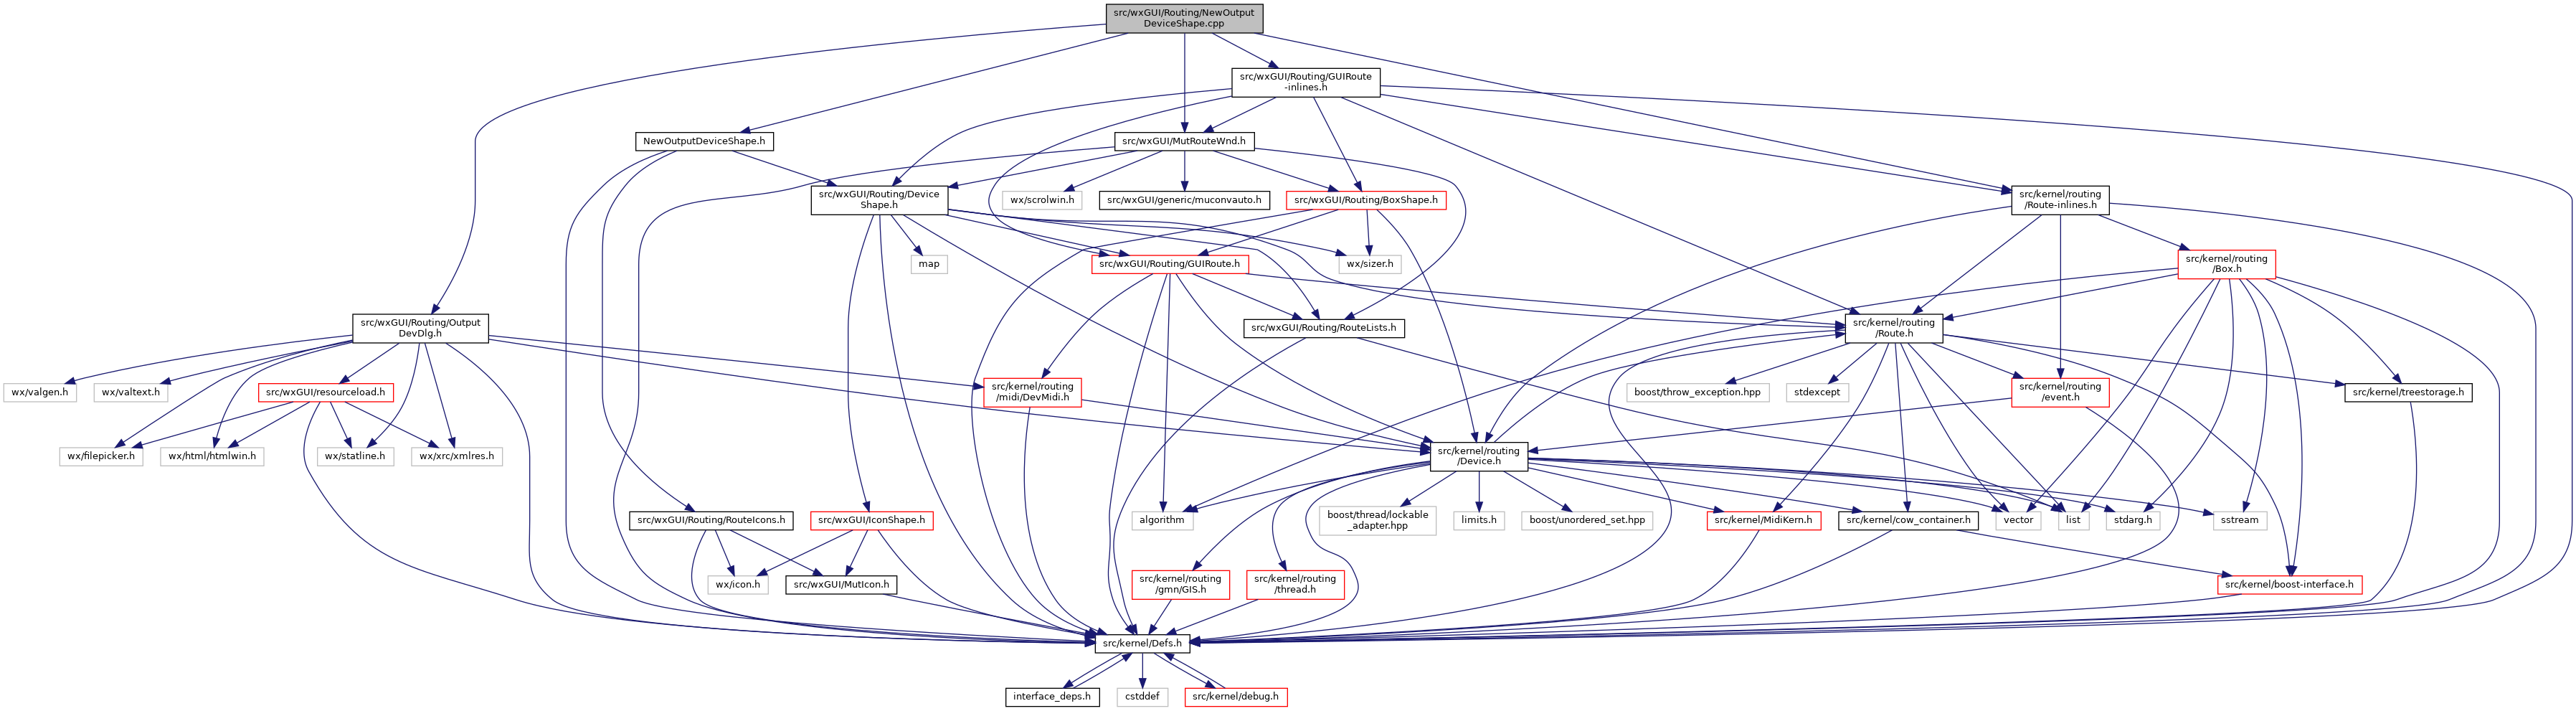 src/wxGUI/Routing/NewOutput
DeviceShape.cpp
src/wxGUI/Routing/GUIRoute
-inlines.h
NewOutputDeviceShape.h
src/wxGUI/MutRouteWnd.h
src/wxGUI/Routing/Device
Shape.h
wx/scrolwin.h
src/wxGUI/generic/muconvauto.h
src/wxGUI/Routing/BoxShape.h
src/kernel/routing
/Route-inlines.h
map
src/wxGUI/Routing/GUIRoute.h
wx/sizer.h
src/kernel/routing
/Box.h
src/wxGUI/Routing/Output
DevDlg.h
src/wxGUI/Routing/RouteLists.h
src/kernel/routing
/Route.h
wx/valgen.h
wx/valtext.h
src/wxGUI/resourceload.h
src/kernel/routing
/midi/DevMidi.h
boost/throw_exception.hpp
stdexcept
src/kernel/routing
/event.h
src/kernel/treestorage.h
wx/filepicker.h
wx/html/htmlwin.h
wx/statline.h
wx/xrc/xmlres.h
src/kernel/routing
/Device.h
src/wxGUI/Routing/RouteIcons.h
src/wxGUI/IconShape.h
algorithm
boost/thread/lockable
_adapter.hpp
limits.h
boost/unordered_set.hpp
src/kernel/MidiKern.h
src/kernel/cow_container.h
vector
list
stdarg.h
sstream
wx/icon.h
src/wxGUI/MutIcon.h
src/kernel/routing
/gmn/GIS.h
src/kernel/routing
/thread.h
src/kernel/boost-interface.h
src/kernel/Defs.h
interface_deps.h
cstddef
src/kernel/debug.h